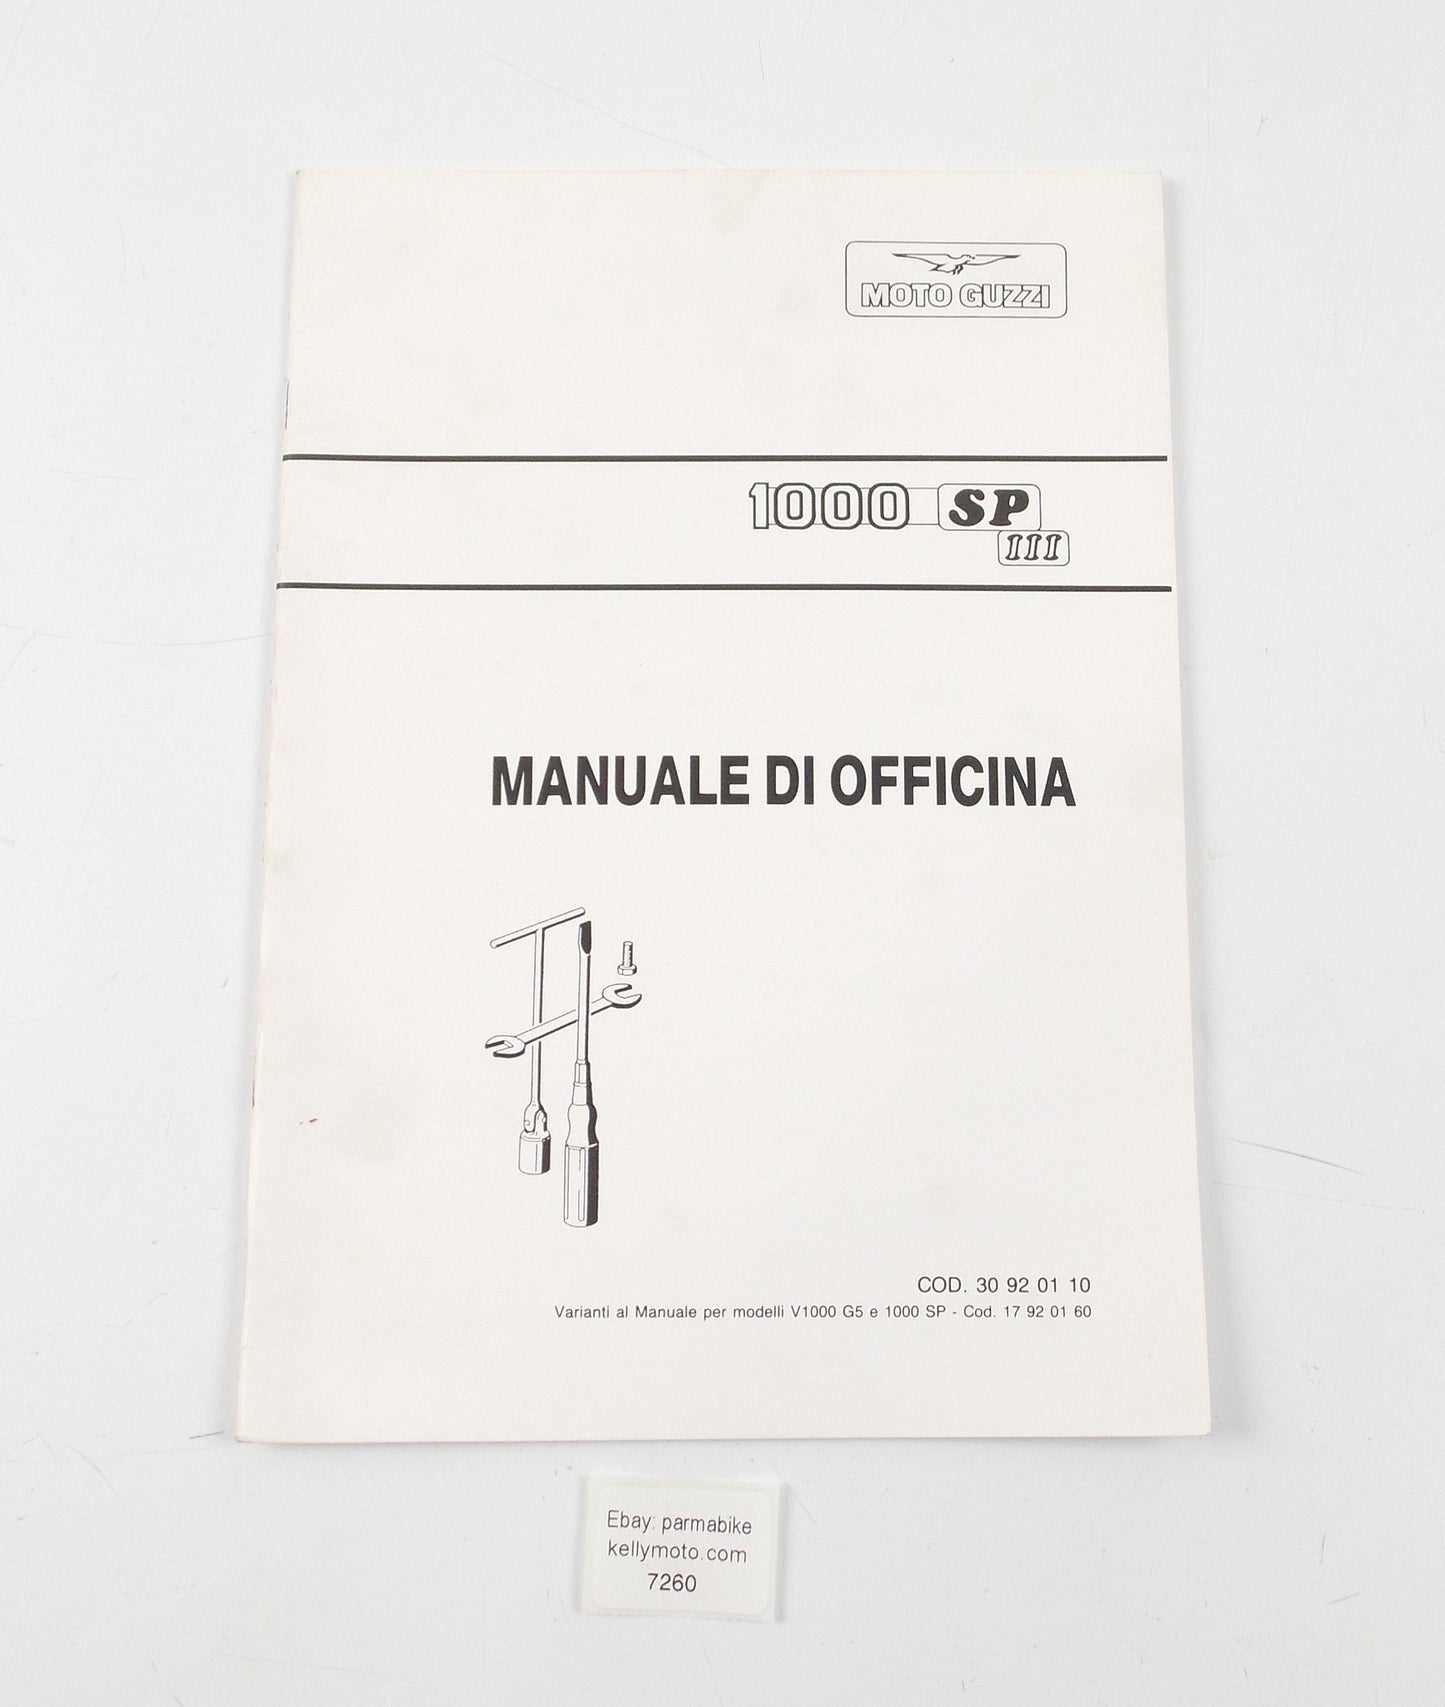 MOTO GUZZI
1000 SP
III
MANUALE DI OFFICINA
COD. 30 92 01 10
Varianti al Manuale per modelli V1000 G5 e 1000 SP - Cod. 17 92 01 60
Ebay: parmabike
kellymoto.com
7260